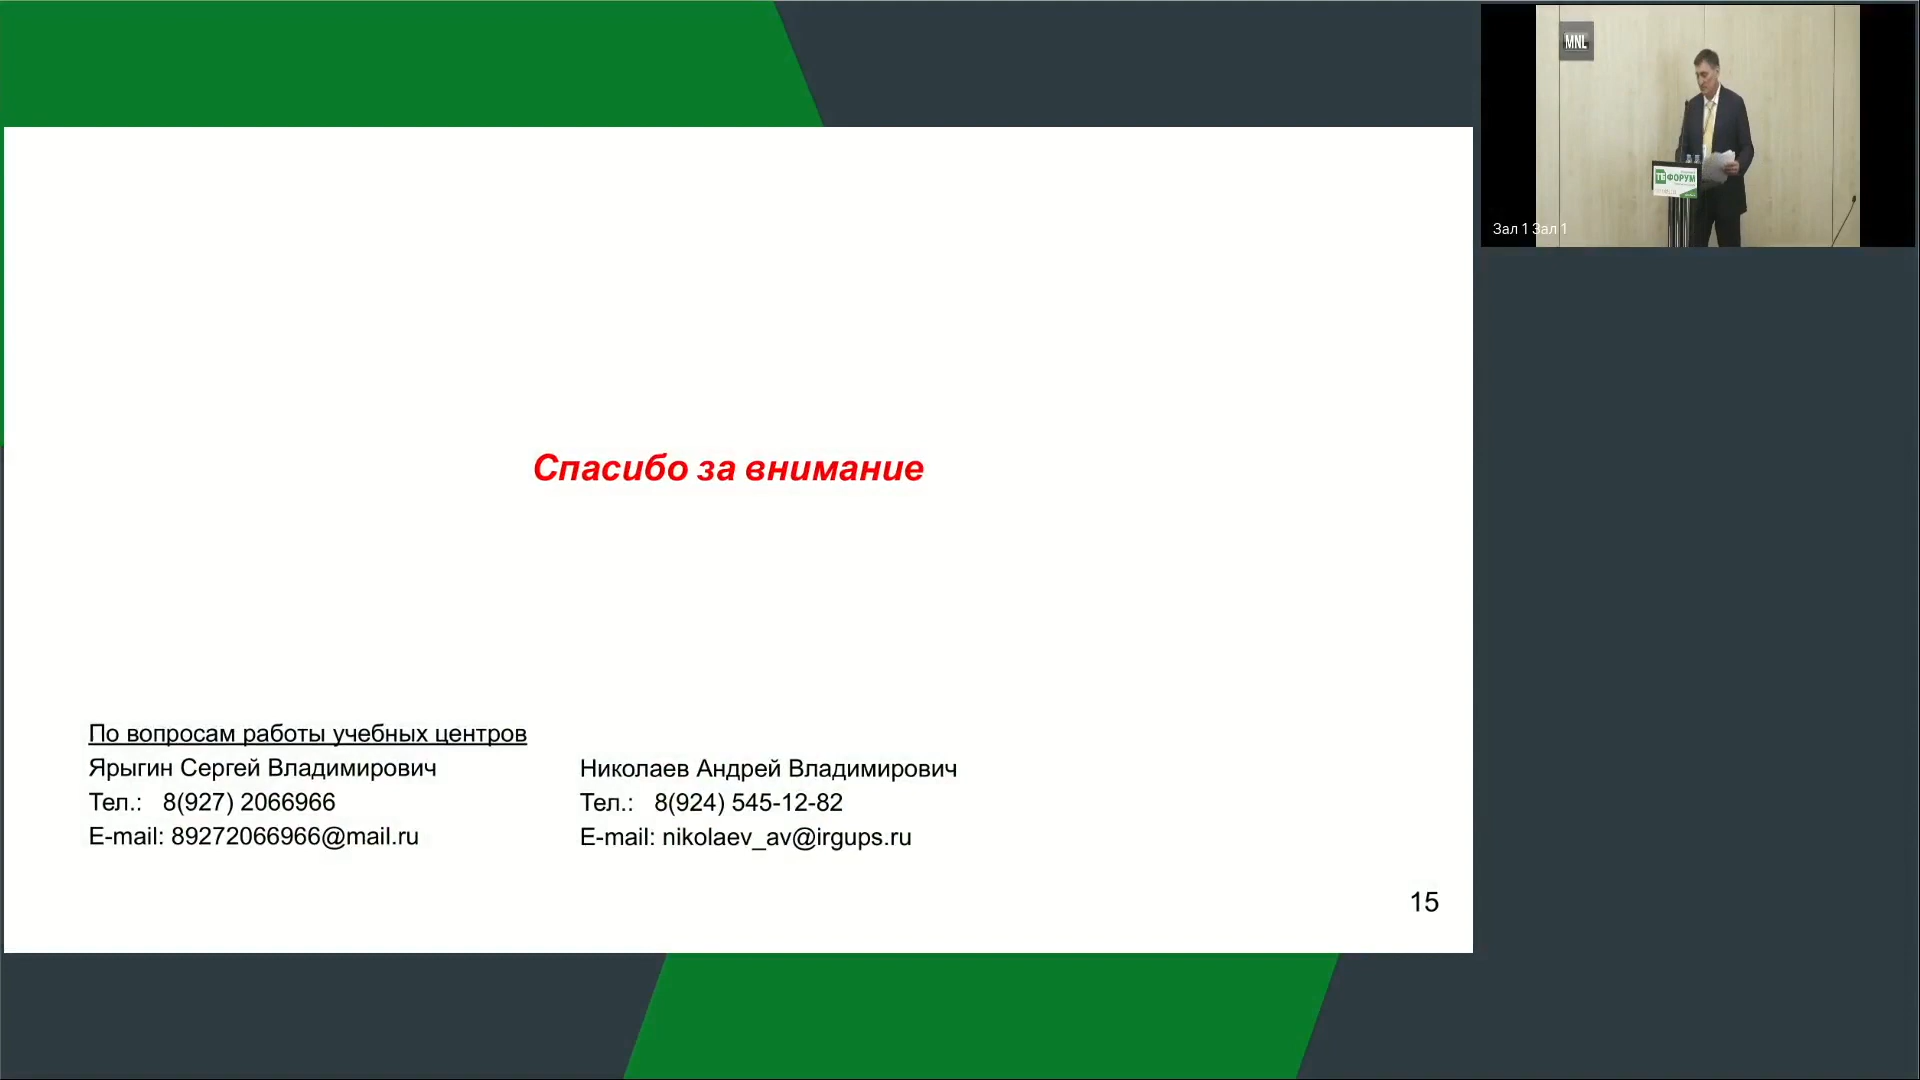 MNL
ТБ ФОРУМ
Зал 1 Зал 1
Спасибо за внимание
По вопросам работы учебных центров
Ярыгин Сергей Владимирович
Тел.: 8(927) 2066966
E-mail: 89272066966@mail.ru
Николаев Андрей Владимирович
Тел.: 8(924) 545-12-82
E-mail: nikolaev_av@irgups.ru
15